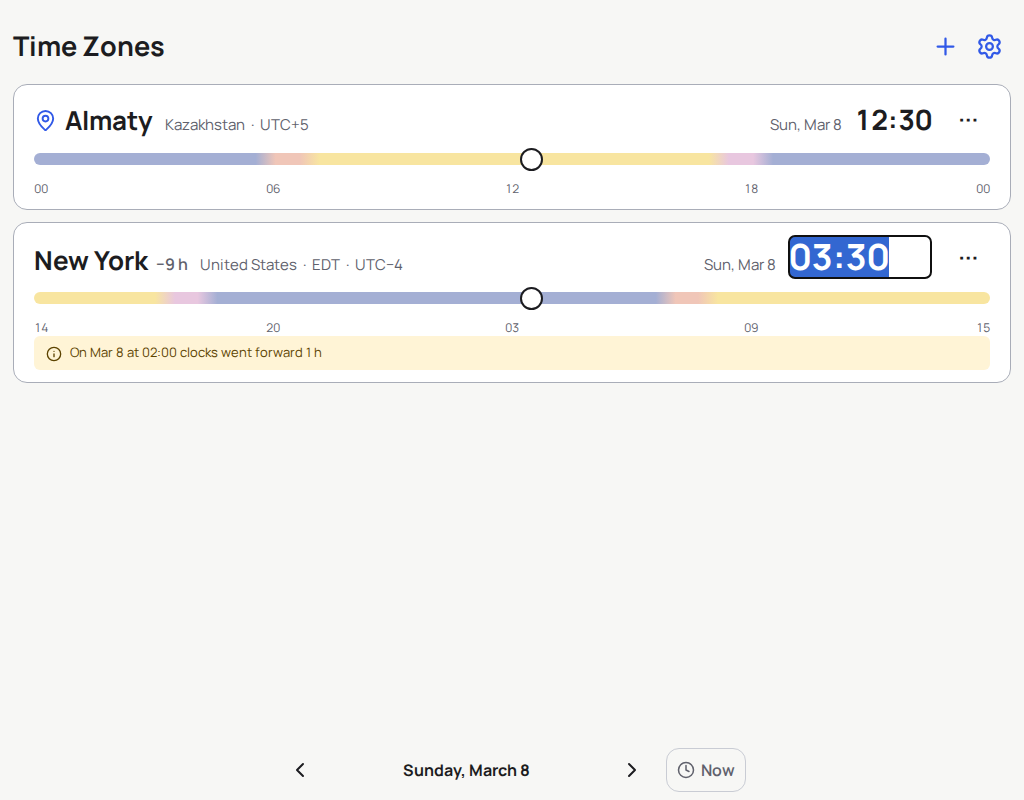 Time Zones
Almaty Kazakhstan · UTC+5 Sun, Mar 8 12:30
00 06 12 18 00
New York −9 h United States · EDT · UTC−4 Sun, Mar 8 03:30
14 20 03 09 15
On Mar 8 at 02:00 clocks went forward 1 h
Sunday, March 8 Now